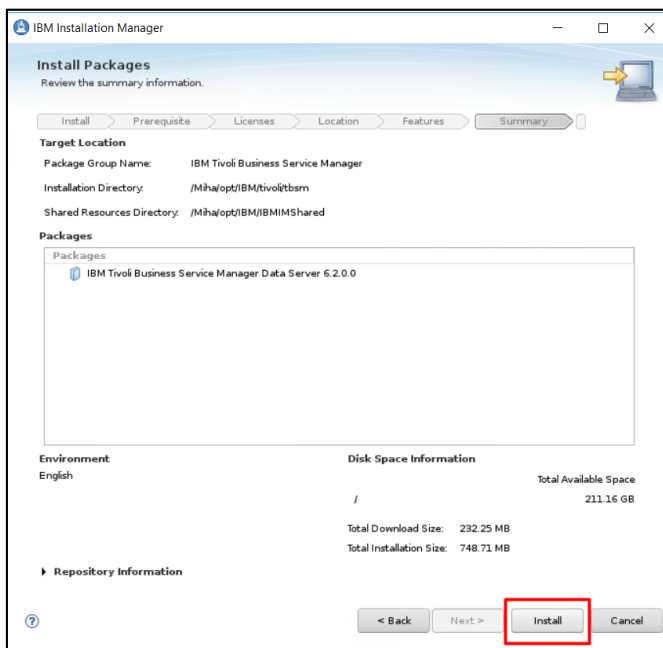 IBM Installation Manager
Install Packages
Review the summary information.
Install Prerequisite Licenses Location Features Summary
Target Location
Package Group Name: IBM Tivoli Business Service Manager
Installation Directory: /Miha/opt/IBM/tivoli/tbsm
Shared Resources Directory: /Miha/opt/IBM/IBMIMShared
Packages
Packages
IBM Tivoli Business Service Manager Data Server 6.2.0.0
Environment Disk Space Information
English
Total Available Space
/ 211.16 GB
Total Download Size: 232.25 MB
Total Installation Size: 748.71 MB
Repository Information
? < Back Next > Install Cancel